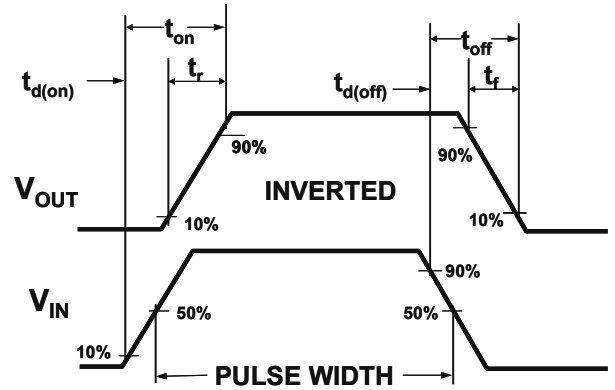 t_on t_off
t_d(on) t_r t_d(off) t_f
90% 90%
V_OUT INVERTED
10% 10%
90%
V_IN 50% 50%
10%
PULSE WIDTH